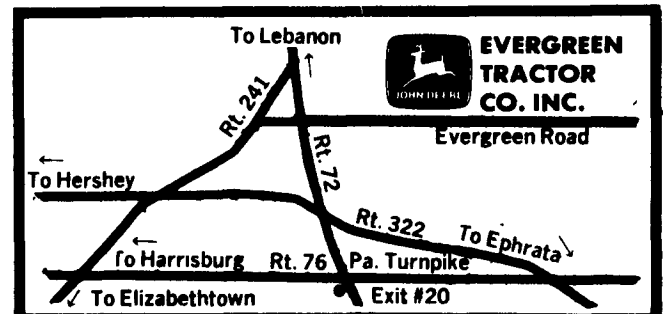 To Lebanon
EVERGREEN
TRACTOR
CO. INC.
JOHN DEERE
Rt. 241
Evergreen Road
Rt. 72
To Hershey
Rt. 322
To Ephrata
To Harrisburg
Rt. 76 Pa. Turnpike
To Elizabethtown
Exit #20